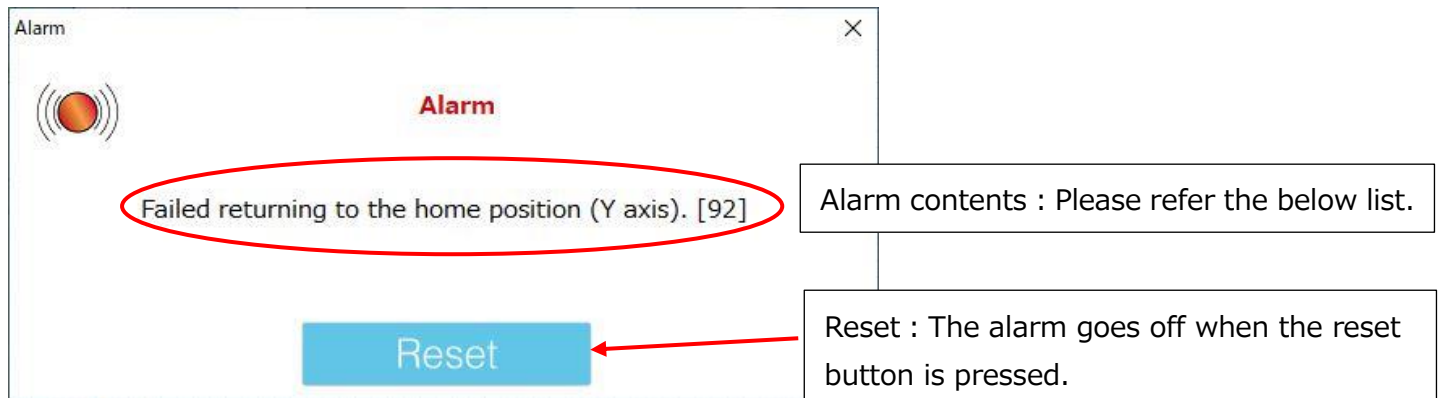 Alarm
Alarm
Failed returning to the home position (Y axis). [92]
Alarm contents : Please refer the below list.
Reset
Reset : The alarm goes off when the reset
button is pressed.